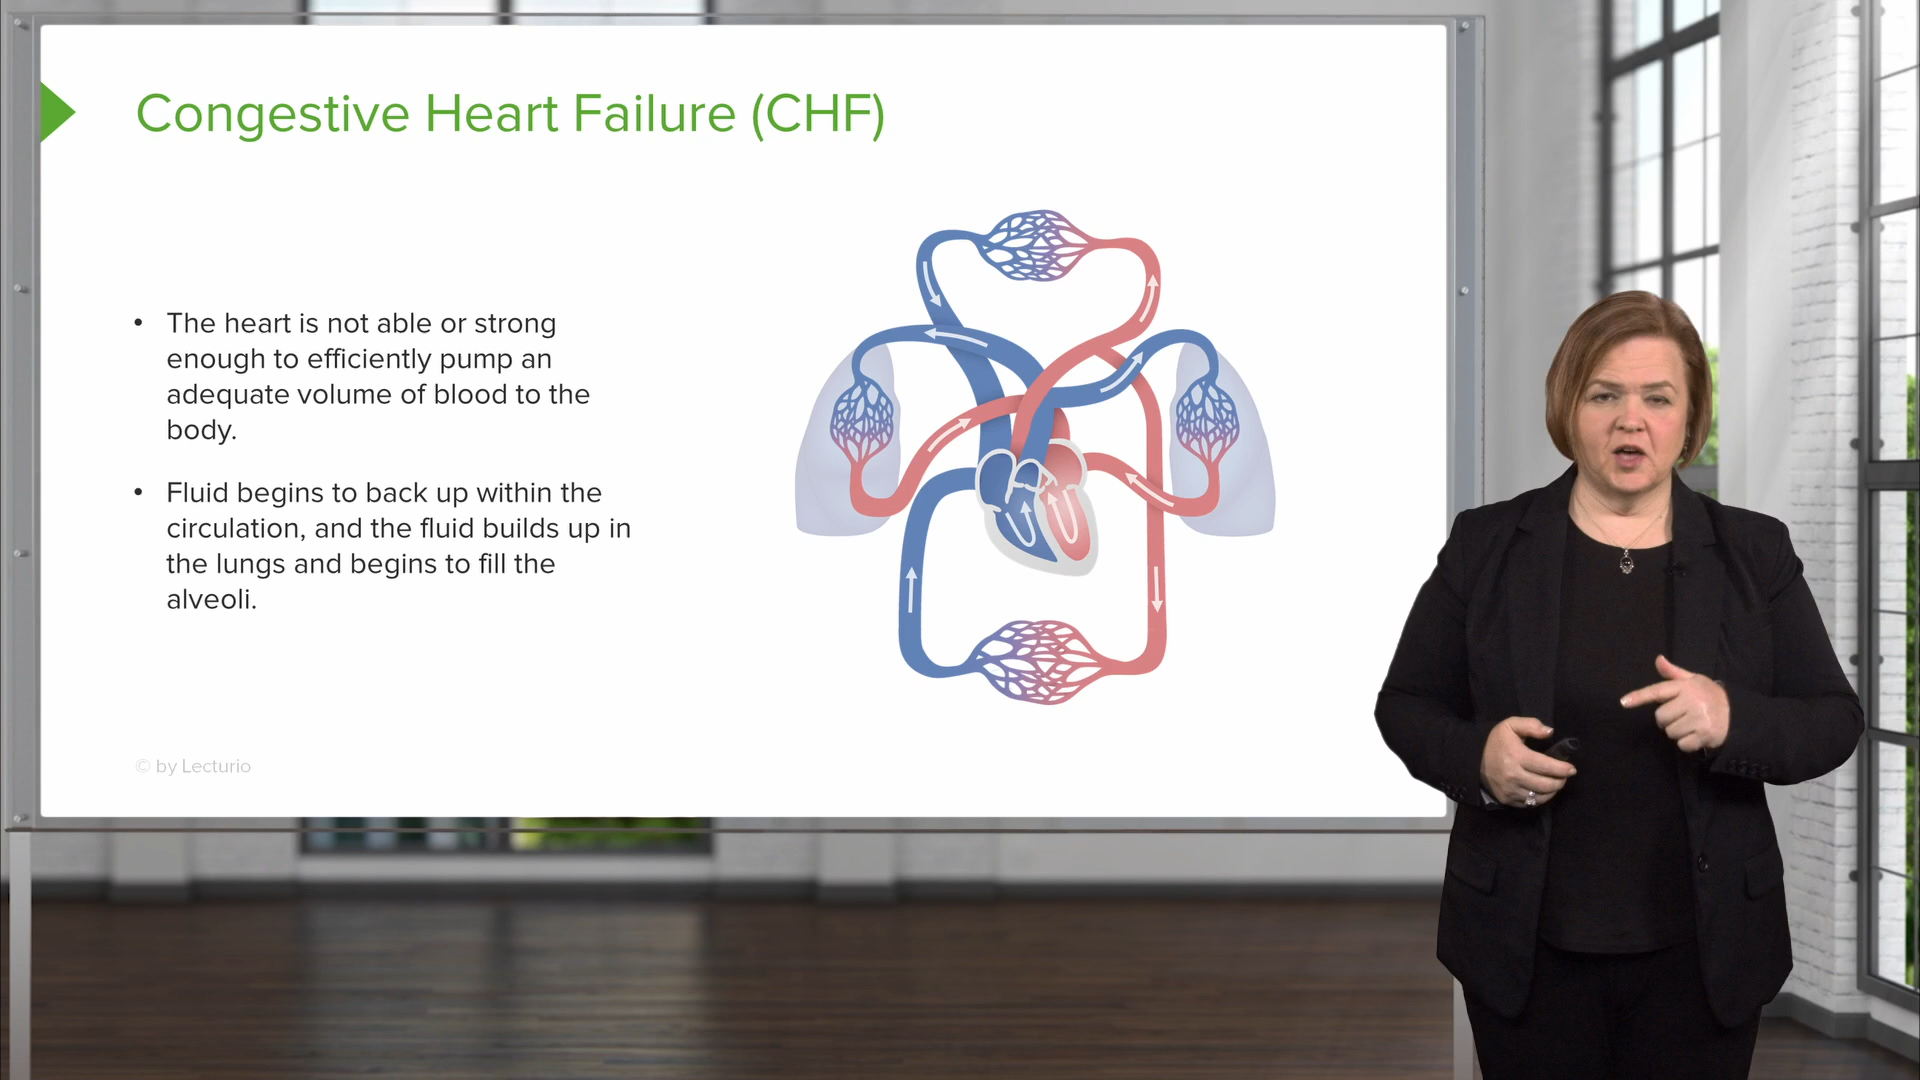 Congestive Heart Failure (CHF)
• The heart is not able or strong
enough to efficiently pump an
adequate volume of blood to the
body.
• Fluid begins to back up within the
circulation, and the fluid builds up in
the lungs and begins to fill the
alveoli.
© by Lecturio